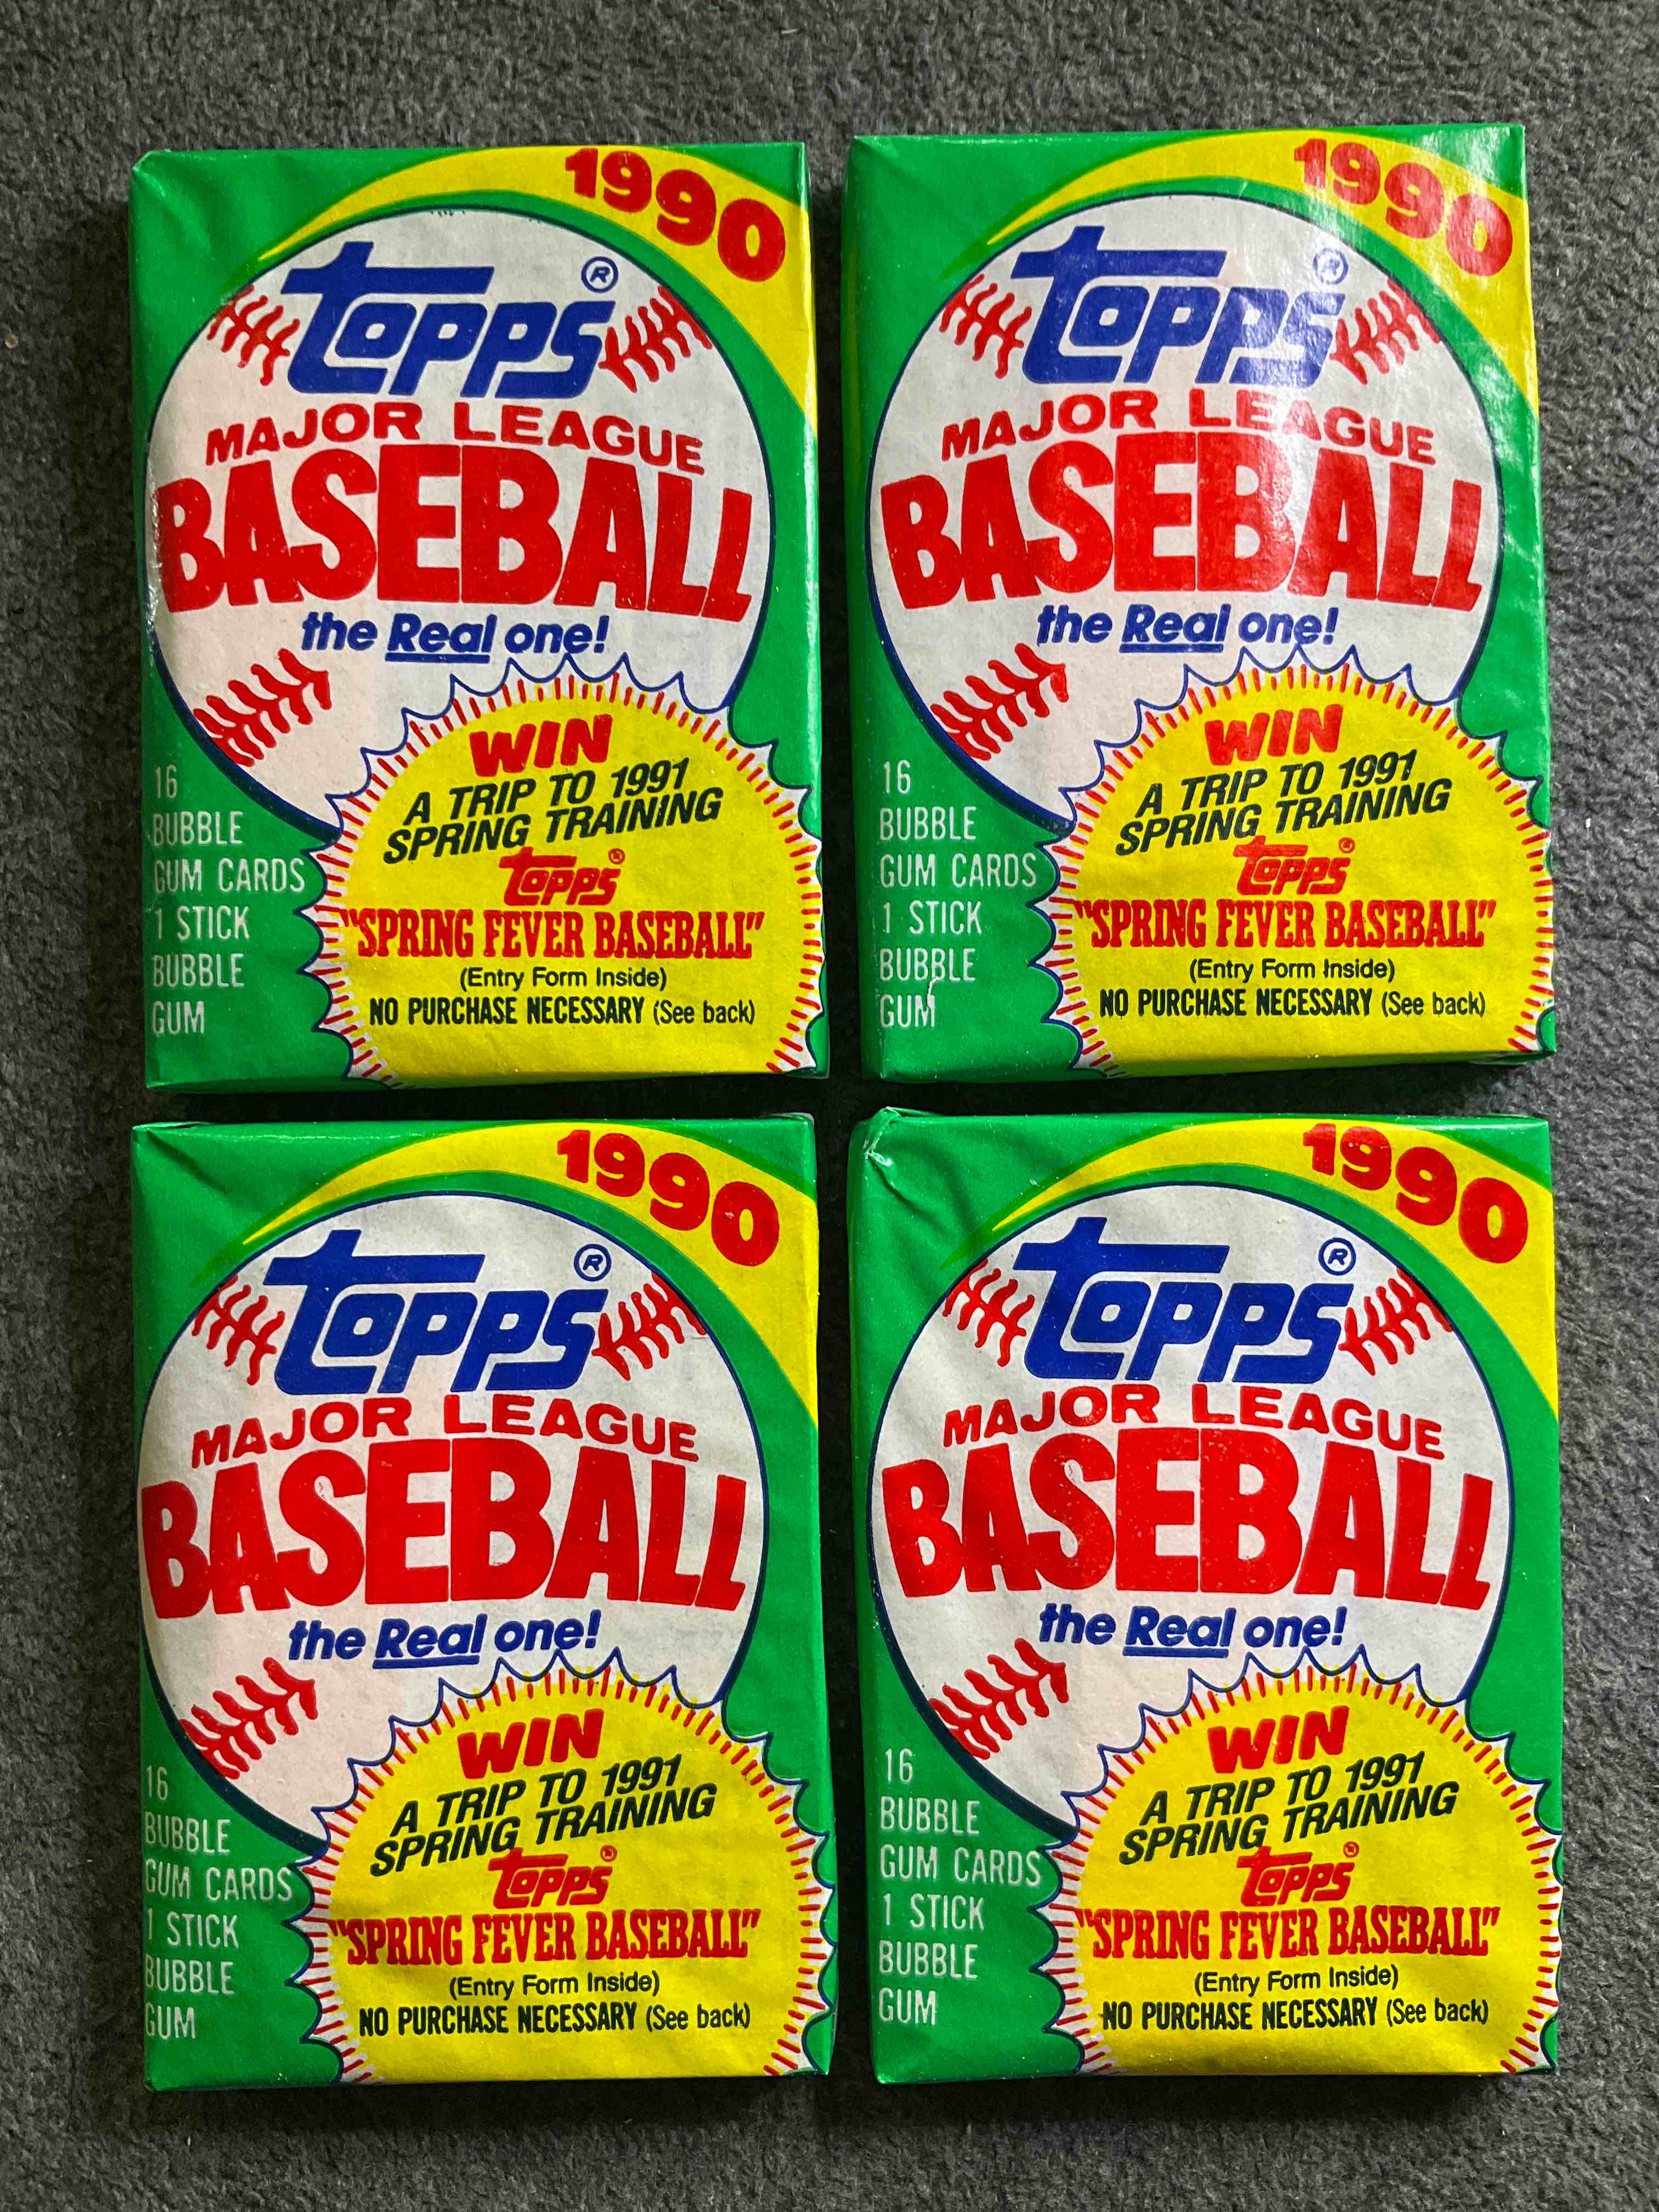 1990
Topps®
MAJOR LEAGUE
BASEBALL
the Real one!
WIN
A TRIP TO 1991
SPRING TRAINING
Topps®
"SPRING FEVER BASEBALL"
(Entry Form Inside)
NO PURCHASE NECESSARY (See back)
16
BUBBLE
GUM CARDS
1 STICK
BUBBLE
GUM
1990
Topps®
MAJOR LEAGUE
BASEBALL
the Real one!
WIN
A TRIP TO 1991
SPRING TRAINING
Topps®
"SPRING FEVER BASEBALL"
(Entry Form Inside)
NO PURCHASE NECESSARY (See back)
16
BUBBLE
GUM CARDS
1 STICK
BUBBLE
GUM
1990
Topps®
MAJOR LEAGUE
BASEBALL
the Real one!
WIN
A TRIP TO 1991
SPRING TRAINING
Topps®
"SPRING FEVER BASEBALL"
(Entry Form Inside)
NO PURCHASE NECESSARY (See back)
16
BUBBLE
GUM CARDS
1 STICK
BUBBLE
GUM
1990
Topps®
MAJOR LEAGUE
BASEBALL
the Real one!
WIN
A TRIP TO 1991
SPRING TRAINING
Topps®
"SPRING FEVER BASEBALL"
(Entry Form Inside)
NO PURCHASE NECESSARY (See back)
16
BUBBLE
GUM CARDS
1 STICK
BUBBLE
GUM